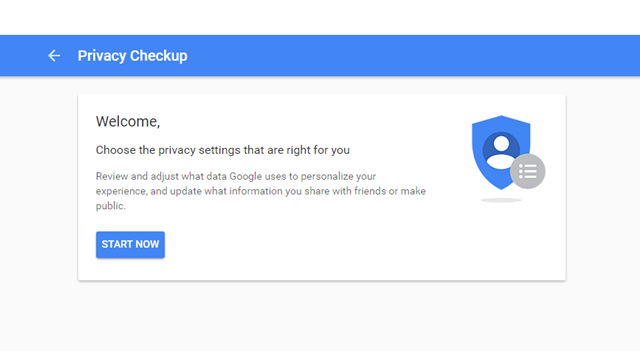 Privacy Checkup
Welcome,
Choose the privacy settings that are right for you
Review and adjust what data Google uses to personalize your
experience, and update what information you share with friends or make
public.
START NOW